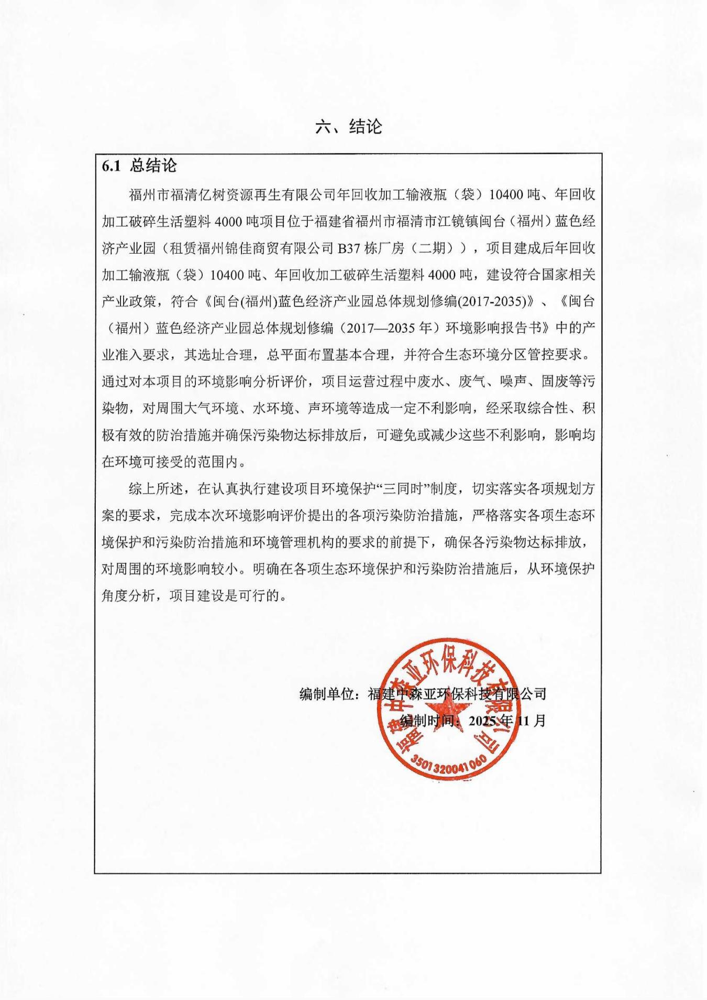 六、结论
6.1 总结论
福州市福清亿树资源再生有限公司年回收加工输液瓶（袋）10400 吨、年回收
加工破碎生活塑料 4000 吨项目位于福建省福州市福清市江镜镇闽台（福州）蓝色经
济产业园（租赁福州锦佳商贸有限公司 B37 栋厂房（二期）），项目建成后年回收
加工输液瓶（袋）10400 吨、年回收加工破碎生活塑料 4000 吨，建设符合国家相关
产业政策，符合《闽台(福州)蓝色经济产业园总体规划修编(2017-2035)》、《闽台
（福州）蓝色经济产业园总体规划修编（2017—2035 年）环境影响报告书》中的产
业准入要求，其选址合理，总平面布置基本合理，并符合生态环境分区管控要求。
通过对本项目的环境影响分析评价，项目运营过程中废水、废气、噪声、固废等污
染物，对周围大气环境、水环境、声环境等造成一定不利影响，经采取综合性、积
极有效的防治措施并确保污染物达标排放后，可避免或减少这些不利影响，影响均
在环境可接受的范围内。
综上所述，在认真执行建设项目环境保护“三同时”制度，切实落实各项规划方
案的要求，完成本次环境影响评价提出的各项污染防治措施，严格落实各项生态环
境保护和污染防治措施和环境管理机构的要求的前提下，确保各污染物达标排放，
对周围的环境影响较小。明确在各项生态环境保护和污染防治措施后，从环境保护
角度分析，项目建设是可行的。
编制单位：福建中森亚环保科技有限公司
编制时间：2025 年 11 月
福建中森亚环保科技有限公司
3501320041060